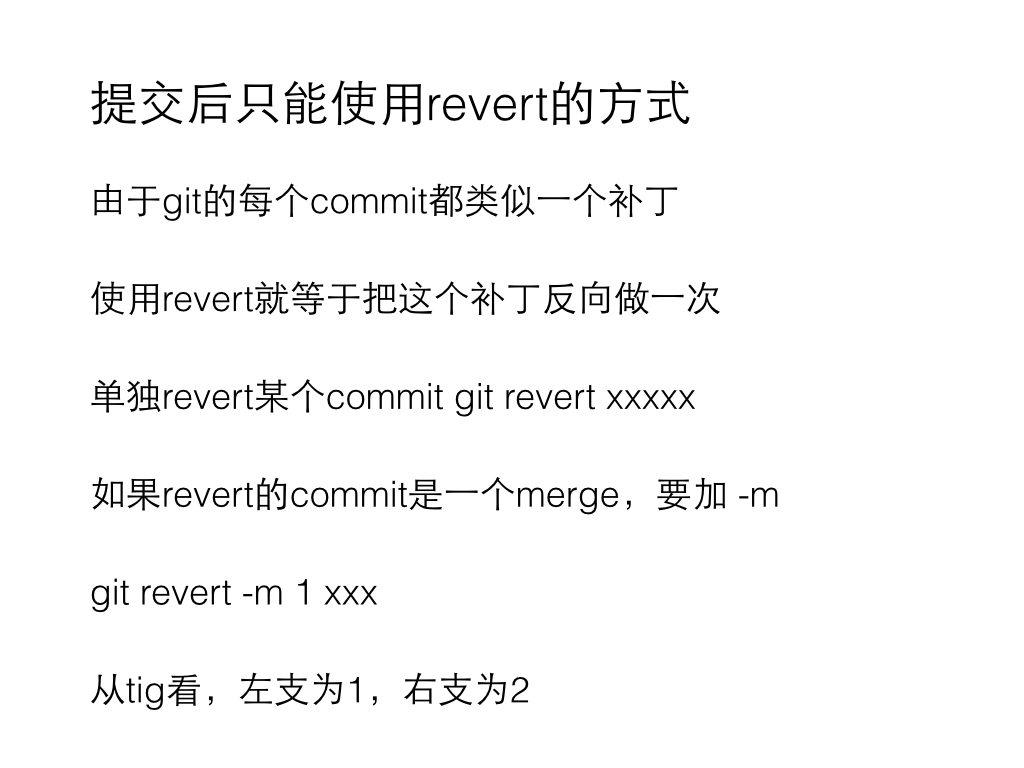 提交后只能使用revert的方式
由于git的每个commit都类似一个补丁
使用revert就等于把这个补丁反向做一次
单独revert某个commit git revert xxxxx
如果revert的commit是一个merge，要加 -m
git revert -m 1 xxx
从tig看，左支为1，右支为2